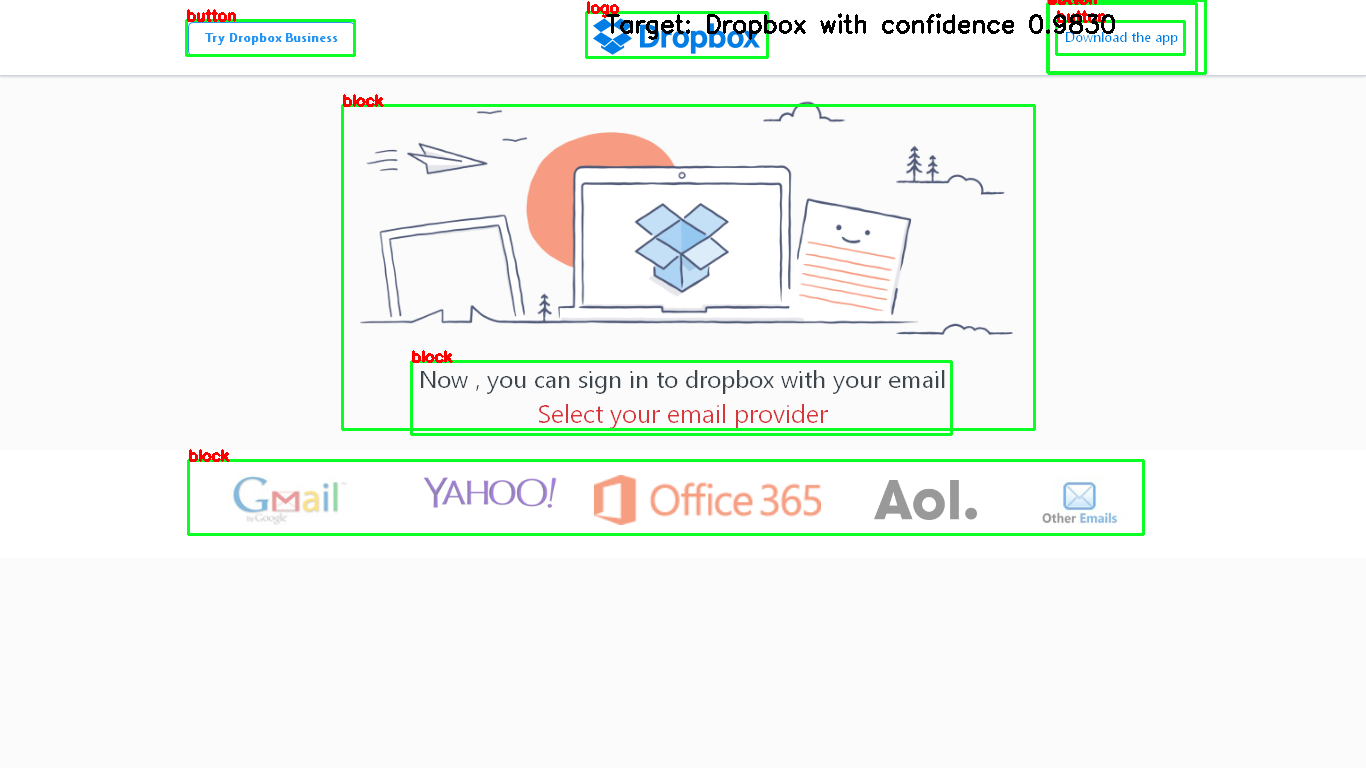 button
Try Dropbox Business
logo
Dropbox
Target: Dropbox with confidence 0.9830
button
button
Download the app
block
block
Now , you can sign in to dropbox with your email
Select your email provider
block
Gmail
by Google
YAHOO!
Office 365
Aol.
Other Emails